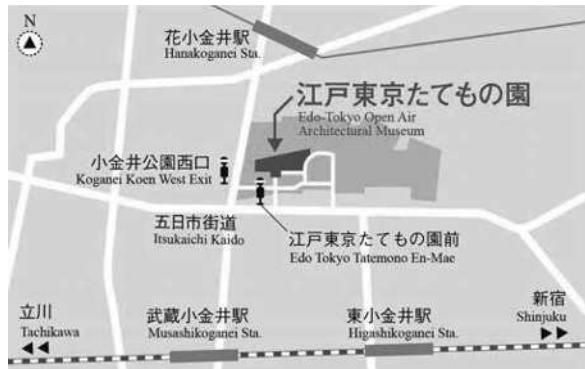 N
花小金井駅
Hanakoganei Sta.
江戸東京たてもの園
Edo-Tokyo Open Air
Architectural Museum
小金井公園西口
Koganei Koen West Exit
五日市街道
Itsukaichi Kaido
江戸東京たてもの園前
Edo Tokyo Tatemono En-Mae
立川
Tachikawa
武蔵小金井駅
Musashikoganei Sta.
東小金井駅
Higashikoganei Sta.
新宿
Shinjuku